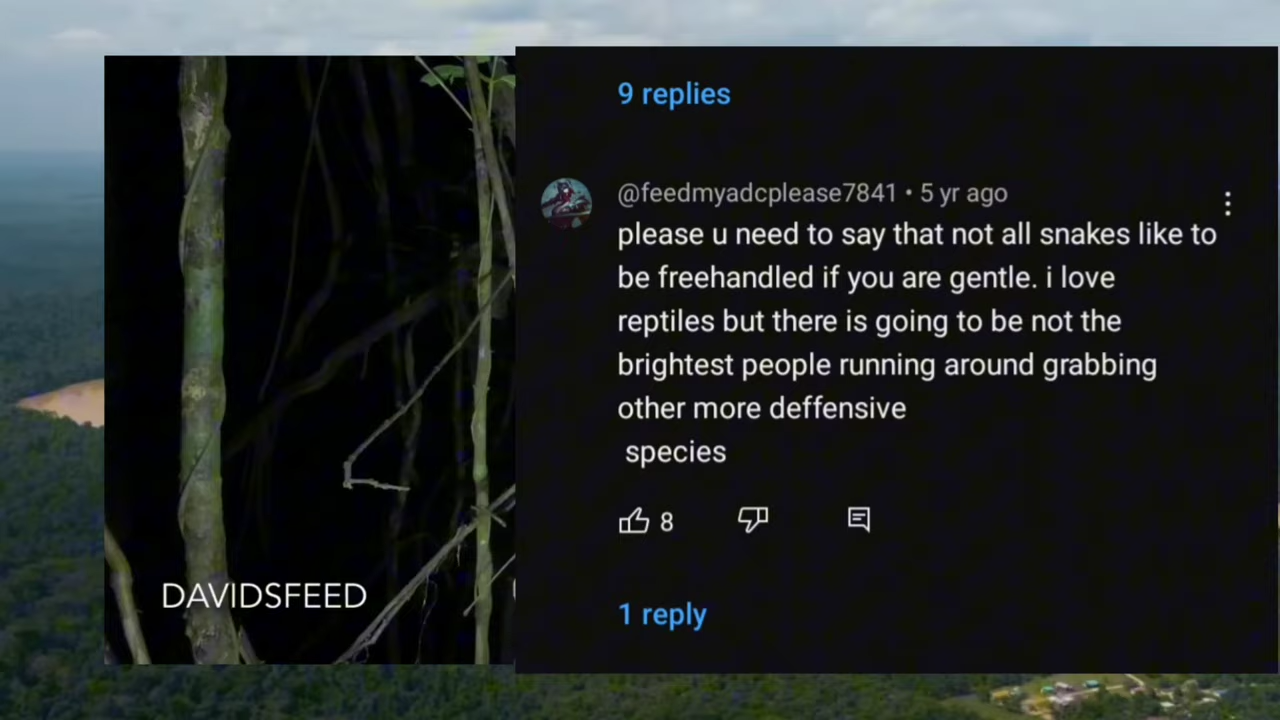 DAVIDSFEED
9 replies
@feedmyadcplease7841 • 5 yr ago
please u need to say that not all snakes like to
be freehandled if you are gentle. i love
reptiles but there is going to be not the
brightest people running around grabbing
other more deffensive
species
8
1 reply